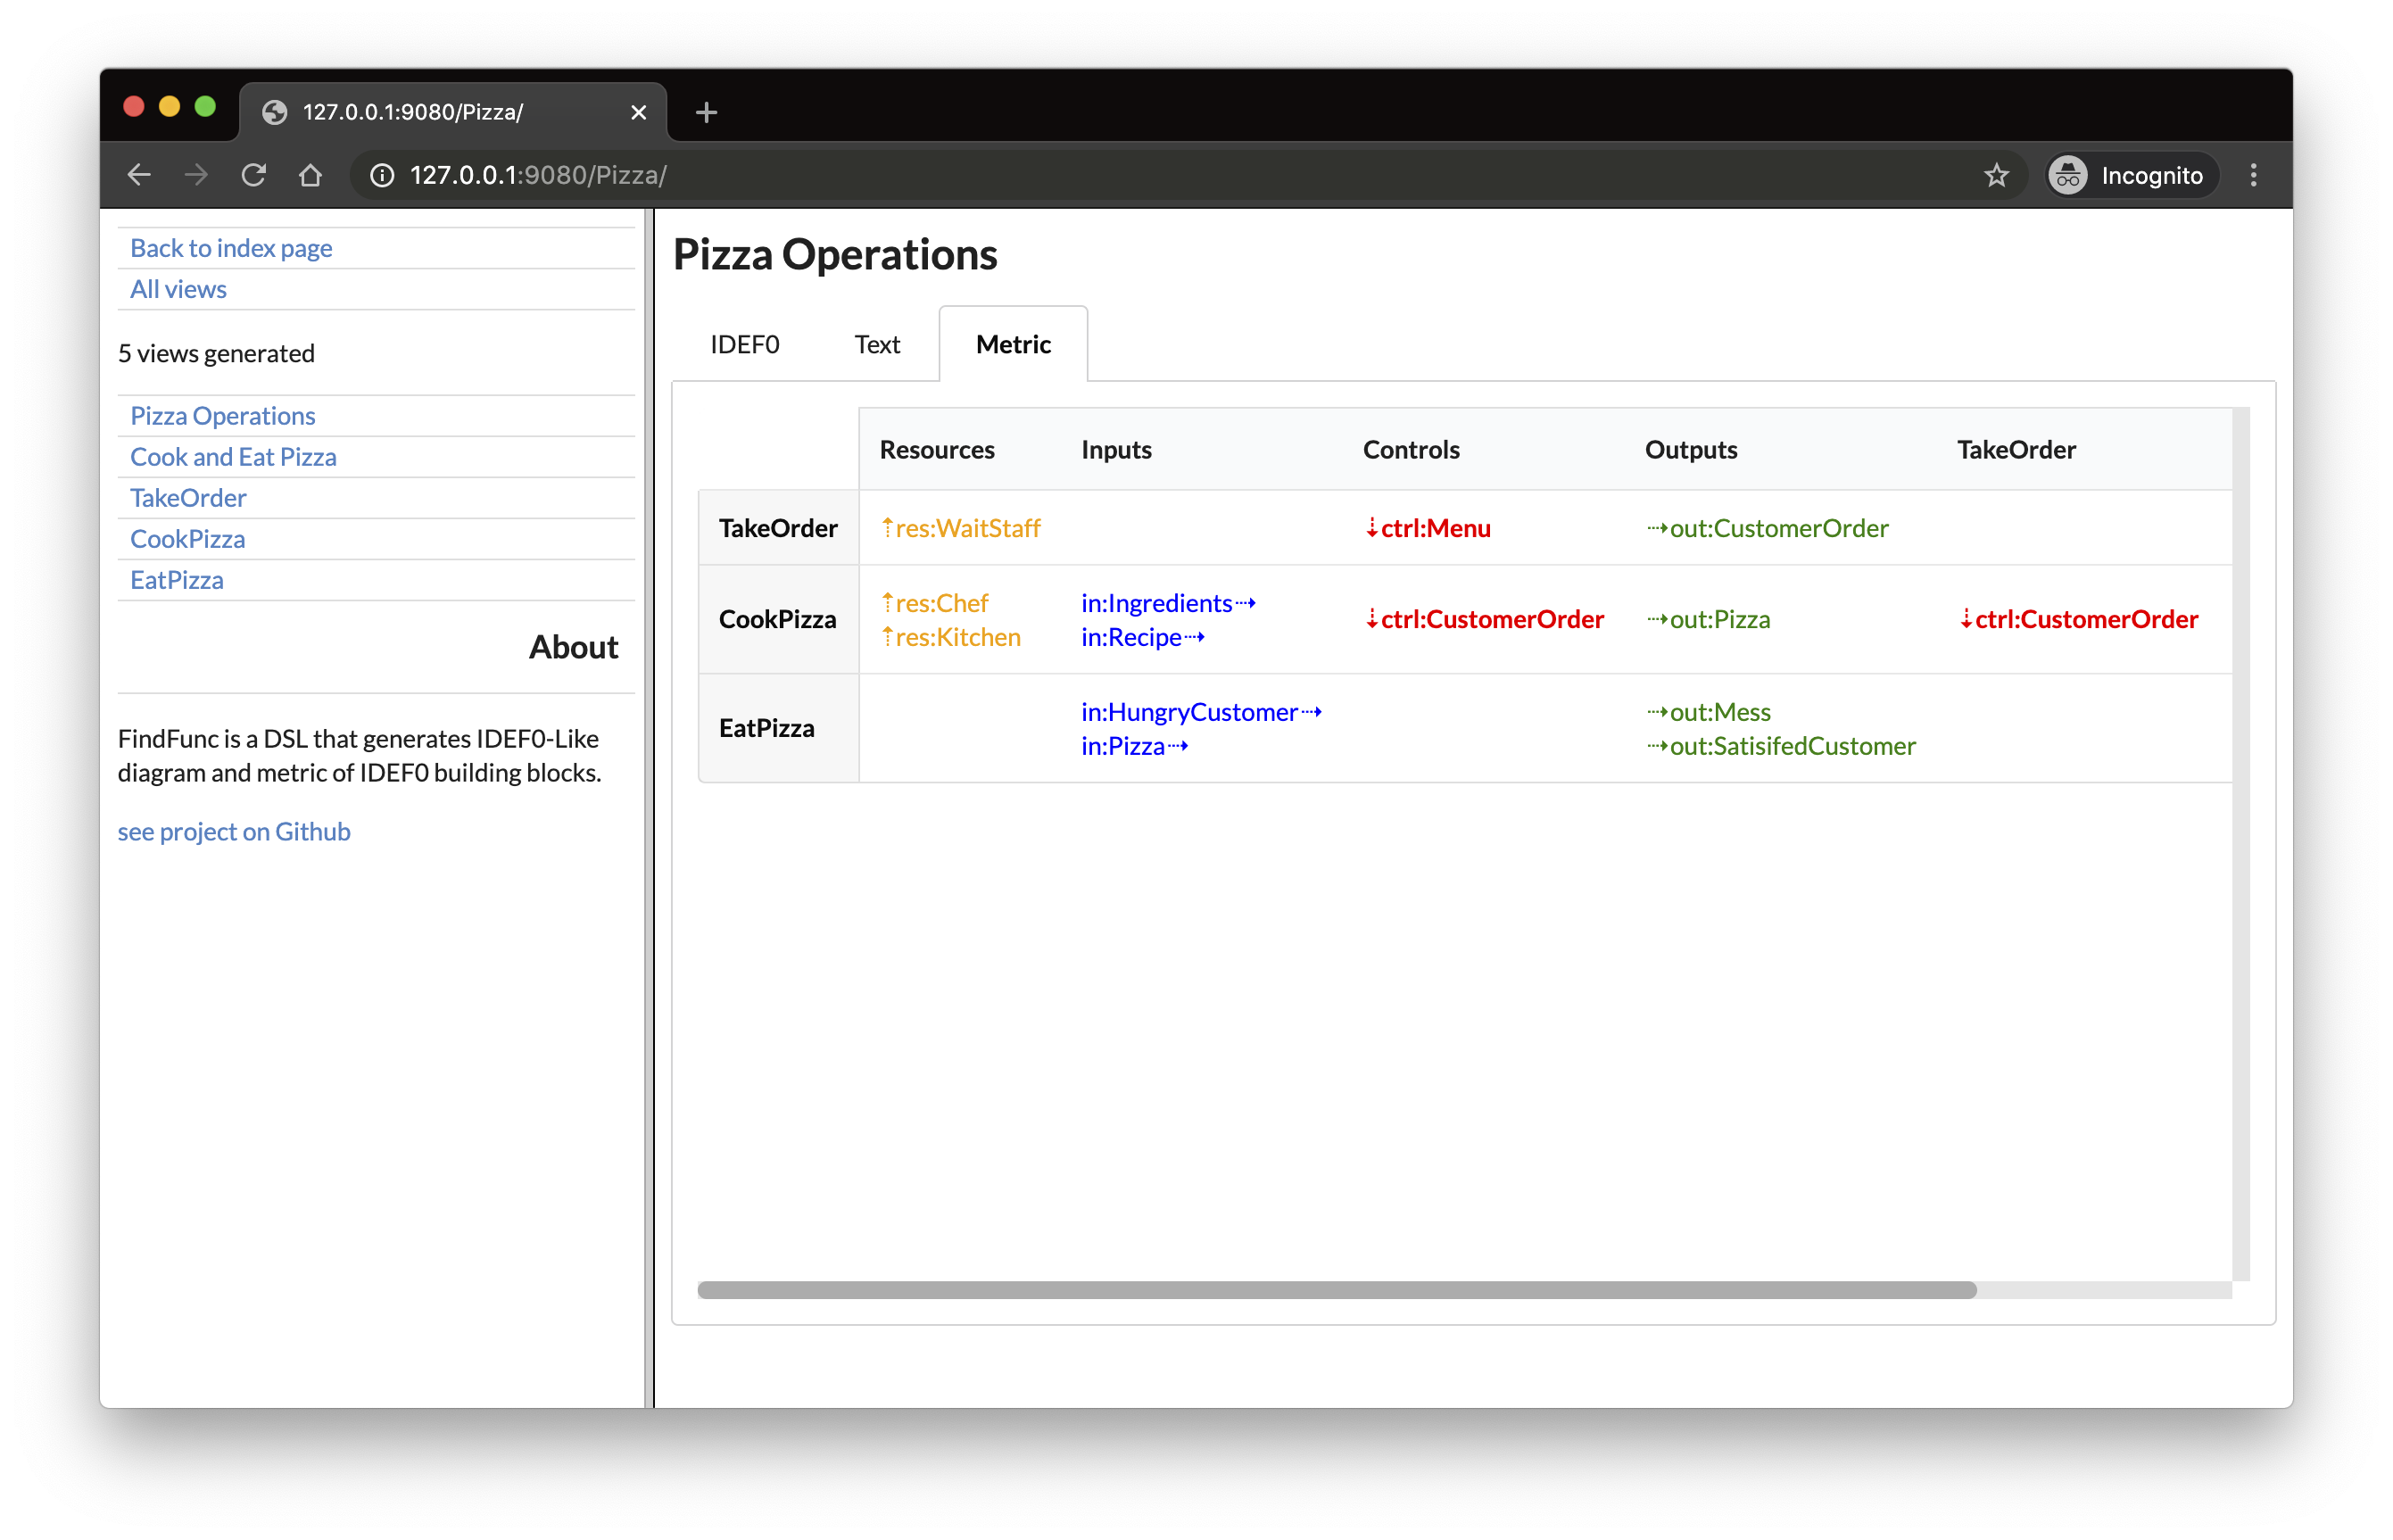 127.0.0.1:9080/Pizza/
127.0.0.1:9080/Pizza/
Incognito
Back to index page
All views
5 views generated
Pizza Operations
Cook and Eat Pizza
TakeOrder
CookPizza
EatPizza
About
FindFunc is a DSL that generates IDEF0-Like
diagram and metric of IDEF0 building blocks.
see project on Github
Pizza Operations
IDEF0 Text Metric
Resources Inputs Controls Outputs TakeOrder
TakeOrder ⇡res:WaitStaff ⇣ctrl:Menu ⇢out:CustomerOrder
CookPizza ⇡res:Chef
⇡res:Kitchen in:Ingredients⇢
in:Recipe⇢ ⇣ctrl:CustomerOrder ⇢out:Pizza ⇣ctrl:CustomerOrder
EatPizza in:HungryCustomer⇢
in:Pizza⇢ ⇢out:Mess
⇢out:SatisifedCustomer